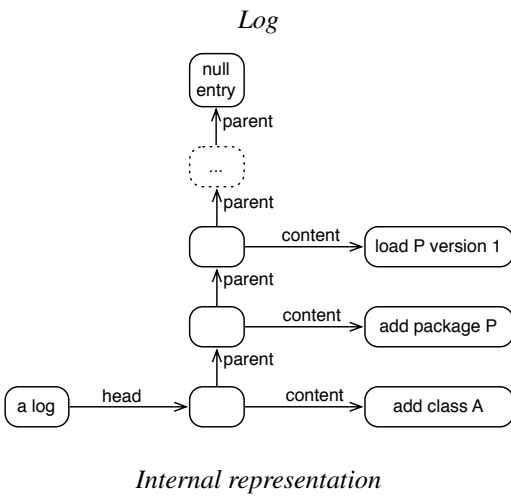 Log
null
entry
parent
...
parent
content
load P version 1
parent
content
add package P
parent
a log
head
content
add class A
Internal representation